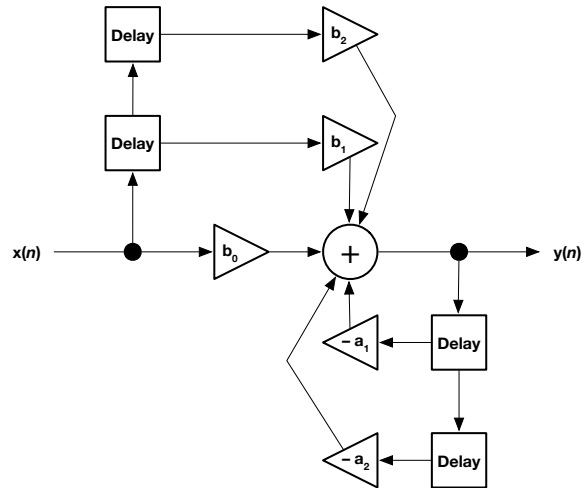 Delay
b₂
Delay
b₁
x(n)
b₀
+
y(n)
– a₁
Delay
– a₂
Delay